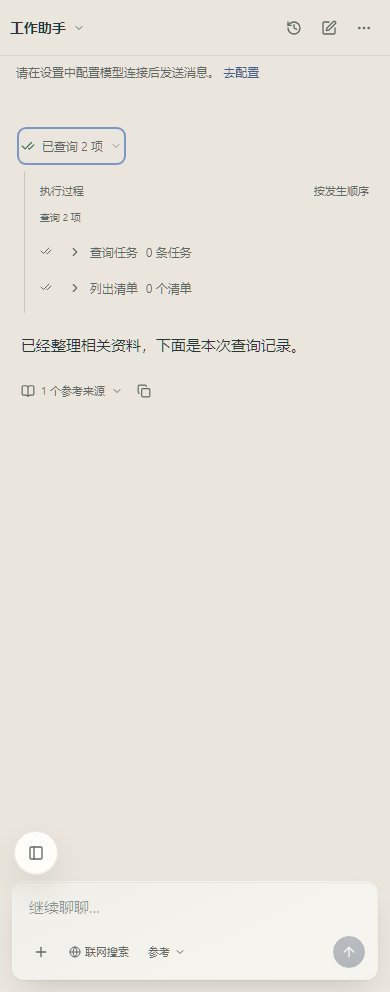 工作助手
请在设置中配置模型连接后发送消息。 去配置
已查询 2 项
执行过程 按发生顺序
查询 2 项
查询任务 0 条任务
列出清单 0 个清单
已经整理相关资料，下面是本次查询记录。
1 个参考来源
继续聊聊...
联网搜索 参考